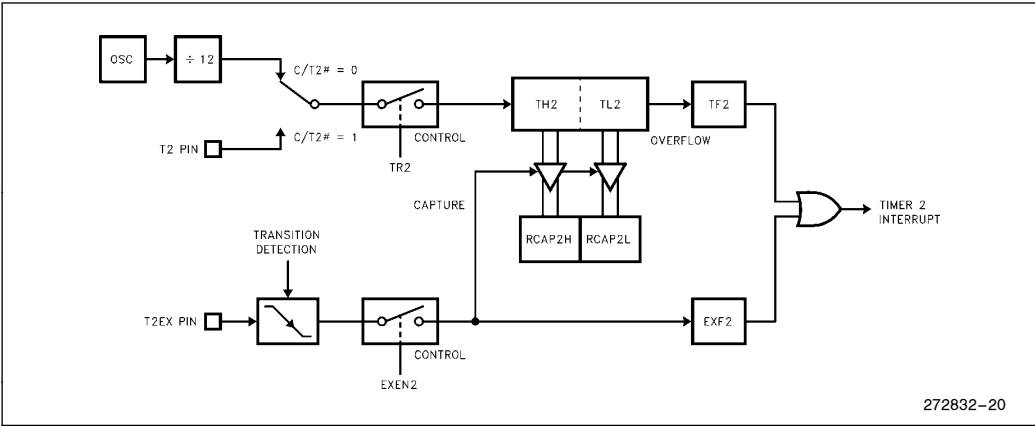 OSC
÷ 12
C/T2# = 0
TH2
TL2
TF2
C/T2# = 1
CONTROL
OVERFLOW
T2 PIN
TR2
CAPTURE
TIMER 2
INTERRUPT
TRANSITION
DETECTION
RCAP2H
RCAP2L
T2EX PIN
EXF2
CONTROL
EXEN2
272832-20